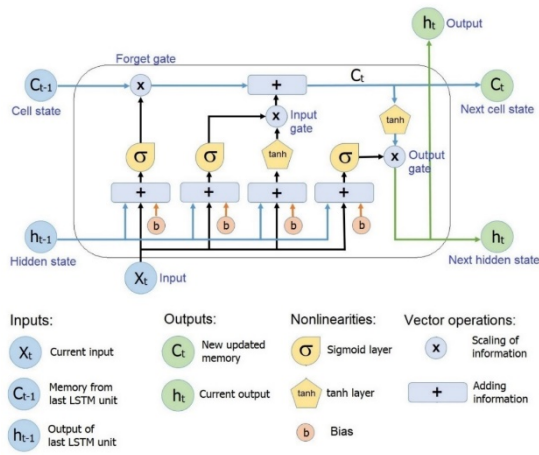 hₜ Output
Forget gate
Cₜ₋₁ x + Cₜ Cₜ
Cell state Next cell state
x Input
gate
tanh
σ σ tanh σ x Output
gate
+ + + +
b b b b
hₜ₋₁ hₜ
Hidden state Next hidden state
Xₜ Input
Inputs: Outputs: Nonlinearities: Vector operations:
Xₜ Current input
Cₜ New updated
memory
σ Sigmoid layer
x Scaling of
information
Cₜ₋₁ Memory from
last LSTM unit
hₜ Current output
tanh tanh layer
+ Adding
information
hₜ₋₁ Output of
last LSTM unit
b Bias